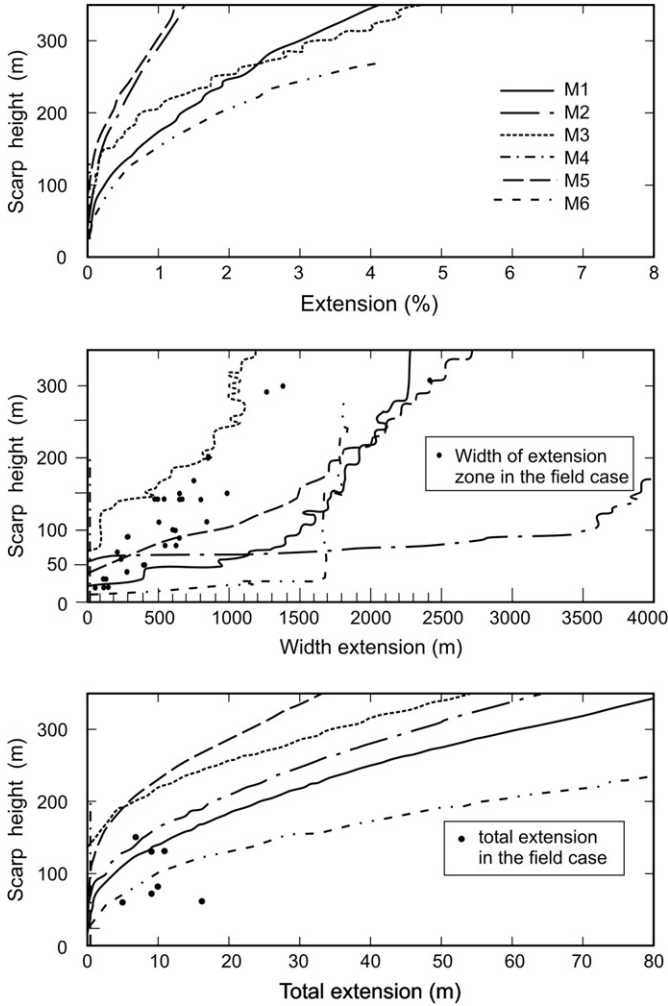 Scarp height (m)
300
200
100
0
0 1 2 3 4 5 6 7 8
Extension (%)
M1
M2
M3
M4
M5
M6
Scarp height (m)
300
200
100
50
0
0 500 1000 1500 2000 2500 3000 3500 4000
Width extension (m)
Width of extension
zone in the field case
Scarp height (m)
300
200
100
0
0 10 20 30 40 50 60 70 80
Total extension (m)
total extension
in the field case